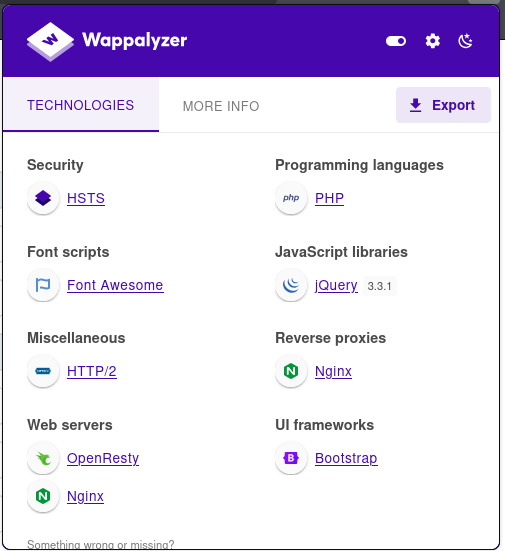 Wappalyzer
TECHNOLOGIES
MORE INFO
Export
Security
HSTS
Programming languages
php
PHP
Font scripts
Font Awesome
JavaScript libraries
jQuery 3.3.1
Miscellaneous
HTTP/2
Reverse proxies
Nginx
Web servers
OpenResty
Nginx
UI frameworks
Bootstrap
Something wrong or missing?